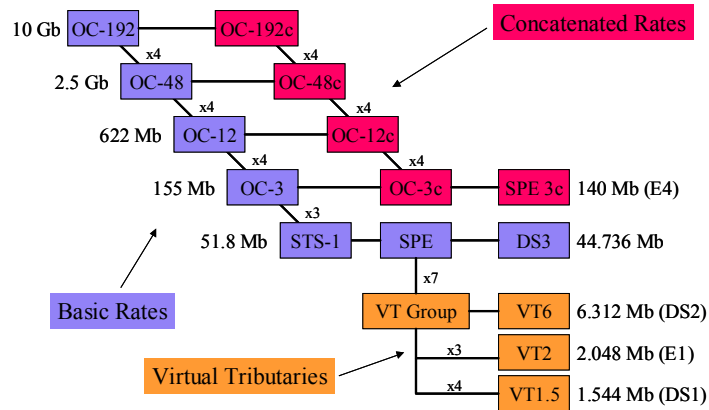 10 Gb OC-192 OC-192c Concatenated Rates
x4 x4
2.5 Gb OC-48 OC-48c
x4 x4
622 Mb OC-12 OC-12c
x4 x4
155 Mb OC-3 OC-3c SPE 3c 140 Mb (E4)
x3
51.8 Mb STS-1 SPE DS3 44.736 Mb
x7
Basic Rates VT Group VT6 6.312 Mb (DS2)
x3 VT2 2.048 Mb (E1)
Virtual Tributaries
x4 VT1.5 1.544 Mb (DS1)